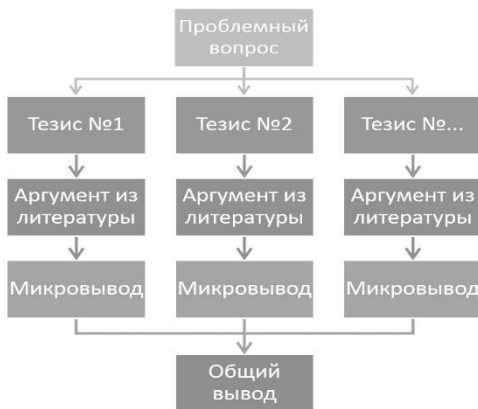 Проблемный
вопрос
Тезис №1
Тезис №2
Тезис №...
Аргумент из
литературы
Аргумент из
литературы
Аргумент из
литературы
Микровывод
Микровывод
Микровывод
Общий
вывод